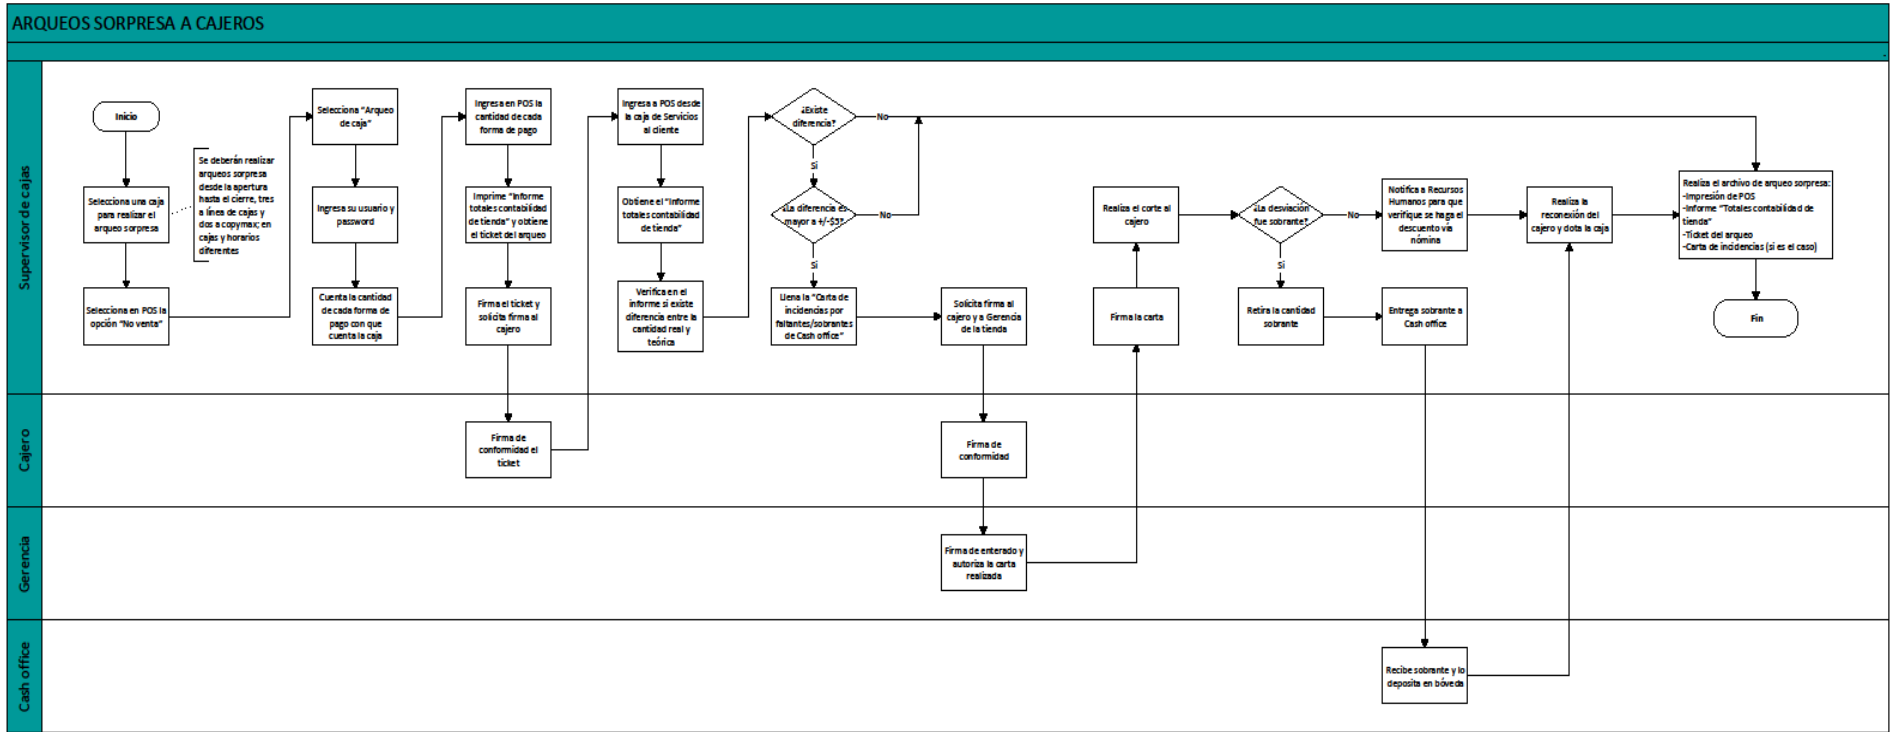 ARQUEOS SORPRESA A CAJEROS
Supervisor de cajas
Inicio
Selecciona una caja
para realizar el
arqueo sorpresa
Se deberán realizar
arqueos sorpresa
desde la apertura
hasta el cierre, tres
a línea de cajas y
dos a copymax; en
cajas y horarios
diferentes
Selecciona en POS la
opción "No venta"
Selecciona "Arqueo
de caja"
Ingresa su usuario y
password
Cuenta la cantidad
de cada forma de
pago con que
cuenta la caja
Ingresa en POS la
cantidad de cada
forma de pago
Imprime "Informe
totales contabilidad
de tienda" y obtiene
el ticket del arqueo
Firma el ticket y
solicita firma al
cajero
Ingresa a POS desde
la caja de Servicios
al cliente
Obtiene el "Informe
totales contabilidad
de tienda"
Verifica en el
informe si existe
diferencia entre la
cantidad real y
teórica
¿Existe
diferencia?
No
Si
¿La diferencia es
mayor a +/-$5?
No
Si
Llena la "Carta de
incidencias por
faltantes/sobrantes
de Cash office"
Solicita firma al
cajero y a Gerencia
de la tienda
Realiza el corte al
cajero
Firma la carta
¿La desviación
fue sobrante?
No
Si
Retira la cantidad
sobrante
Notifica a Recursos
Humanos para que
verifique se haga el
descuento vía
nómina
Entrega sobrante a
Cash office
Realiza la
reconexión del
cajero y dota la caja
Realiza el archivo de arqueo sorpresa:
-Impresión de POS
-Informe "Totales contabilidad de
tienda"
-Ticket del arqueo
-Carta de incidencias (si es el caso)
Fin
Cajero
Firma de
conformidad el
ticket
Firma de
conformidad
Gerencia
Firma de enterado y
autoriza la carta
realizada
Cash office
Recibe sobrante y lo
deposita en bóveda